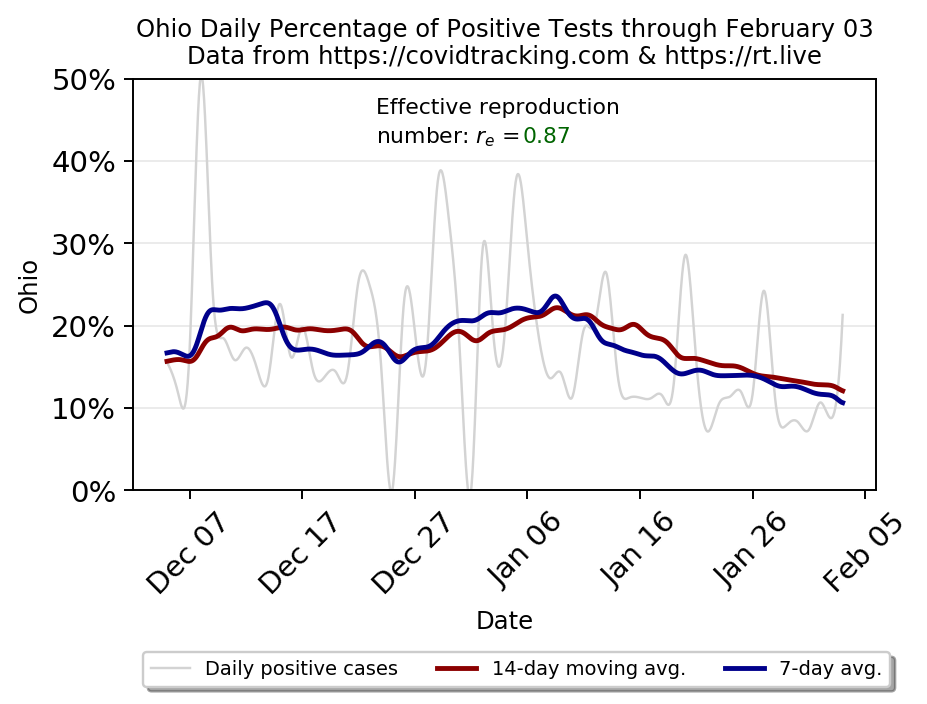 Ohio Daily Percentage of Positive Tests through February 03
Data from https://covidtracking.com & https://rt.live
50%
Effective reproduction
number: rₑ =0.87
40%
30%
20%
10%
0%
Ohio
Dec 07
Dec 17
Dec 27
Jan 06
Jan 16
Jan 26
Feb 05
Date
Daily positive cases
14-day moving avg.
7-day avg.